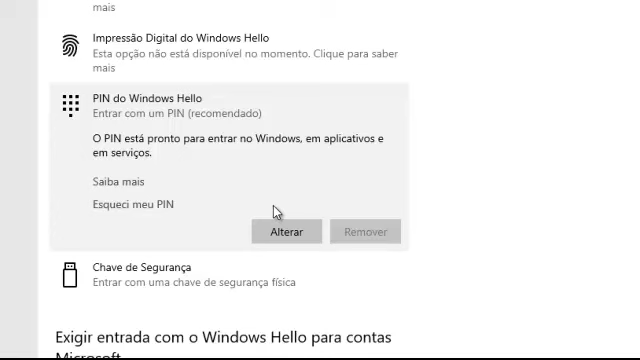 mais
Impressão Digital do Windows Hello
Esta opção não está disponível no momento. Clique para saber
mais
PIN do Windows Hello
Entrar com um PIN (recomendado)
O PIN está pronto para entrar no Windows, em aplicativos e
em serviços.
Saiba mais
Esqueci meu PIN
Alterar
Remover
Chave de Segurança
Entrar com uma chave de segurança física
Exigir entrada com o Windows Hello para contas
Microsoft